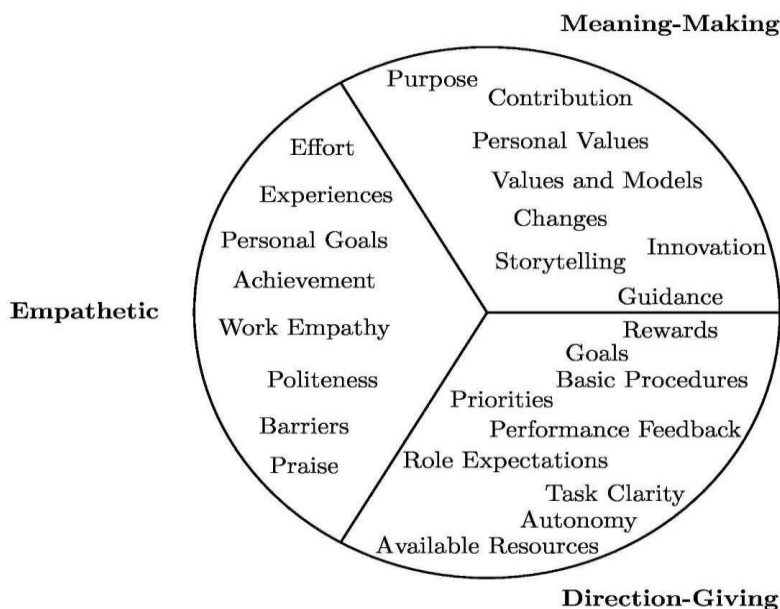 Meaning-Making
Purpose
Contribution
Effort
Personal Values
Experiences
Values and Models
Changes
Personal Goals
Innovation
Storytelling
Achievement
Guidance
Empathetic
Work Empathy
Rewards
Goals
Politeness
Basic Procedures
Priorities
Barriers
Performance Feedback
Role Expectations
Praise
Task Clarity
Autonomy
Available Resources
Direction-Giving